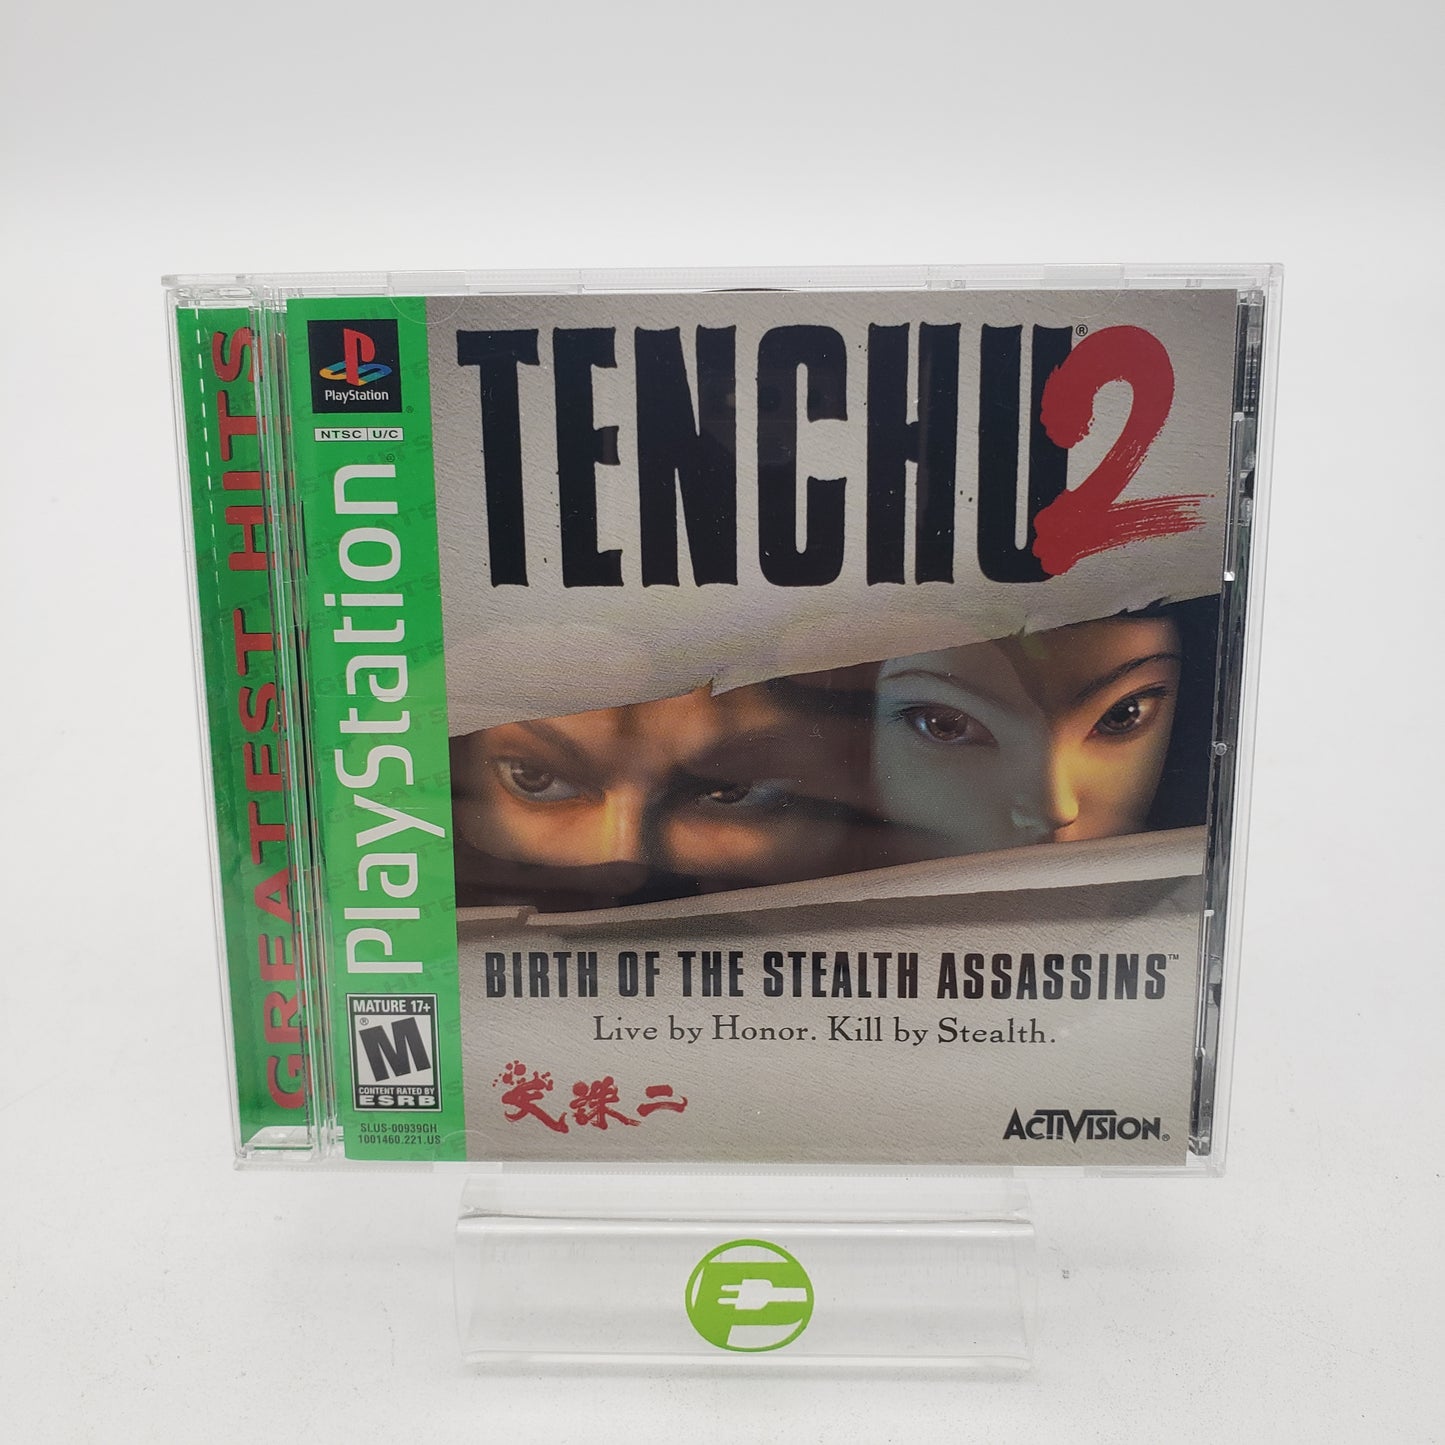 GREATEST HITS
PlayStation
®
NTSC U/C
PlayStation®
TENCHU® 2
BIRTH OF THE STEALTH ASSASSINS™
Live by Honor. Kill by Stealth.
天誅二
MATURE 17+
M®
CONTENT RATED BY
ESRB
SLUS-00939GH
1001460.221.US
ACTIVISION®